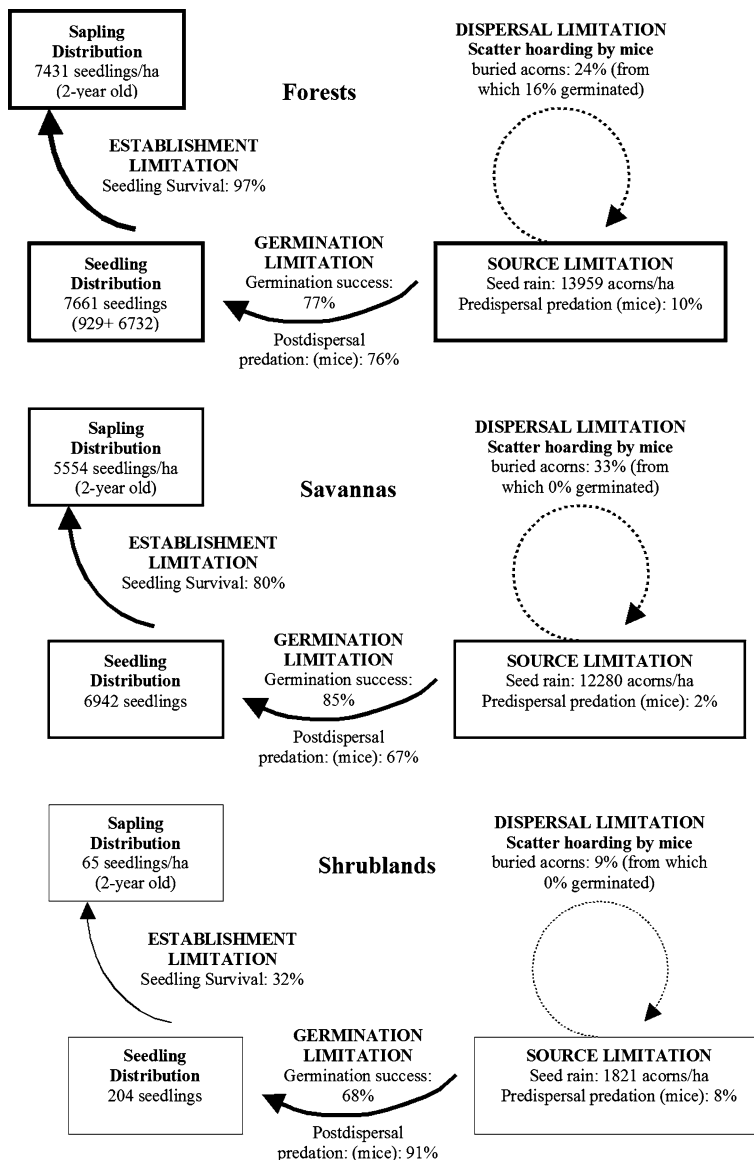 Sapling
Distribution
7431 seedlings/ha
(2-year old)
DISPERSAL LIMITATION
Scatter hoarding by mice
buried acorns: 24% (from
which 16% germinated)
Forests
ESTABLISHMENT
LIMITATION
Seedling Survival: 97%
Seedling
Distribution
7661 seedlings
(929+ 6732)
GERMINATION
LIMITATION
Germination success:
77%
Postdispersal
predation: (mice): 76%
SOURCE LIMITATION
Seed rain: 13959 acorns/ha
Predispersal predation (mice): 10%
Sapling
Distribution
5554 seedlings/ha
(2-year old)
DISPERSAL LIMITATION
Scatter hoarding by mice
buried acorns: 33% (from
which 0% germinated)
Savannas
ESTABLISHMENT
LIMITATION
Seedling Survival: 80%
Seedling
Distribution
6942 seedlings
GERMINATION
LIMITATION
Germination success:
85%
Postdispersal
predation: (mice): 67%
SOURCE LIMITATION
Seed rain: 12280 acorns/ha
Predispersal predation (mice): 2%
Sapling
Distribution
65 seedlings/ha
(2-year old)
DISPERSAL LIMITATION
Scatter hoarding by mice
buried acorns: 9% (from which
0% germinated)
Shrublands
ESTABLISHMENT
LIMITATION
Seedling Survival: 32%
Seedling
Distribution
204 seedlings
GERMINATION
LIMITATION
Germination success:
68%
Postdispersal
predation: (mice): 91%
SOURCE LIMITATION
Seed rain: 1821 acorns/ha
Predispersal predation (mice): 8%